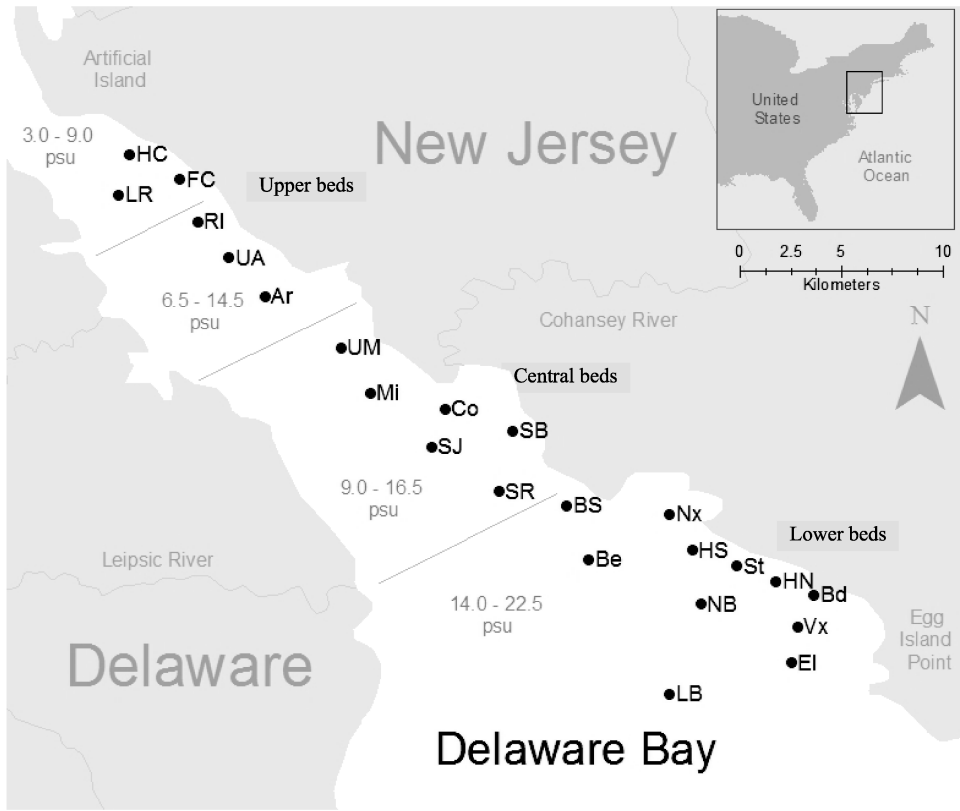 Artificial
Island
United
States
Atlantic
Ocean
New Jersey
3.0 - 9.0
psu
HC
FC
LR
Upper beds
RI
UA
0 2.5 5 10
Kilometers
6.5 - 14.5
psu
Ar
Cohansey River
N
UM
Central beds
Mi
Co
SB
SJ
9.0 - 16.5
psu
SR
BS
Nx
Lower beds
HS
Leipsic River
Be
St
HN
Bd
14.0 - 22.5
psu
NB
Vx
Egg
Island
Point
Delaware
EI
LB
Delaware Bay